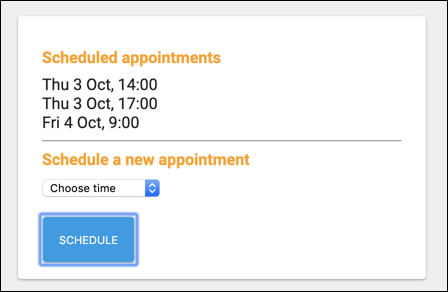 Scheduled appointments
Thu 3 Oct, 14:00
Thu 3 Oct, 17:00
Fri 4 Oct, 9:00
Schedule a new appointment
Choose time
SCHEDULE